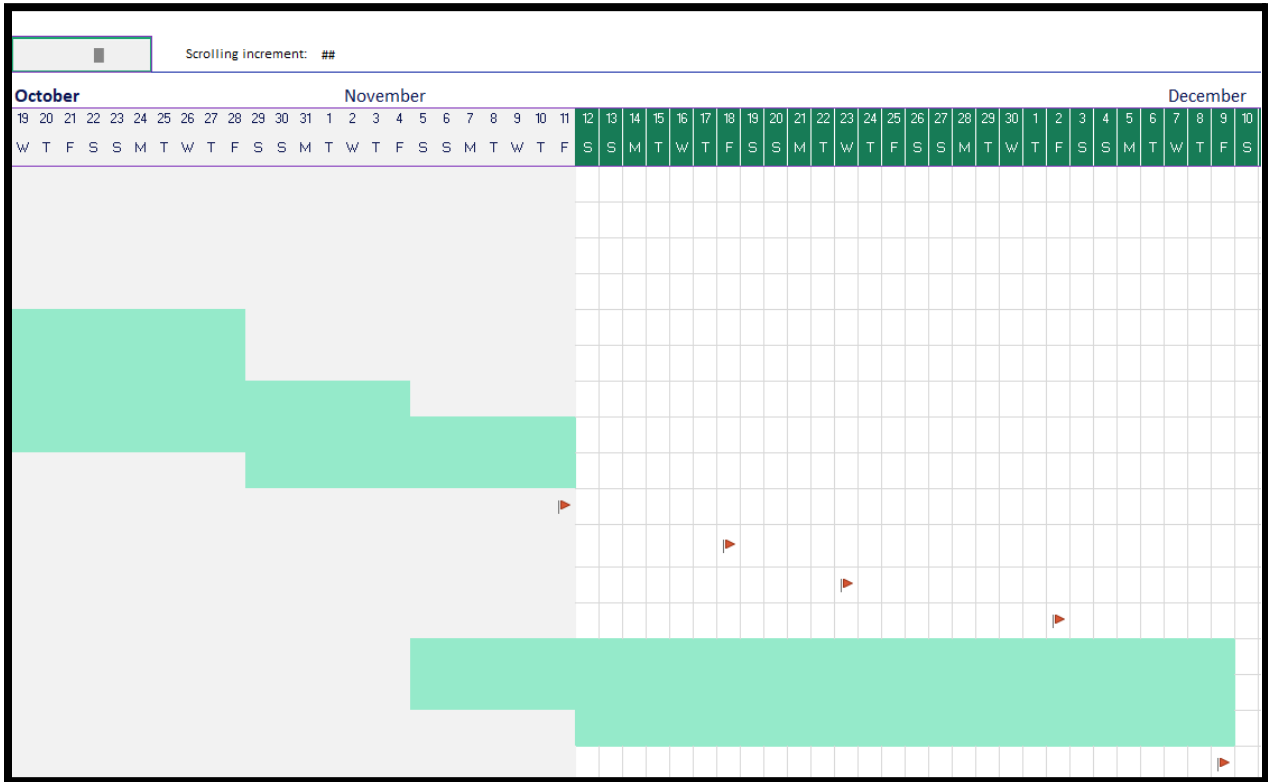 Scrolling increment: ##
October November December
19 20 21 22 23 24 25 26 27 28 29 30 31 1 2 3 4 5 6 7 8 9 10 11 12 13 14 15 16 17 18 19 20 21 22 23 24 25 26 27 28 29 30 1 2 3 4 5 6 7 8 9 10
W T F S S M T W T F S S M T W T F S S M T W T F S S M T W T F S S M T W T F S S M T W T F S S M T W T F S